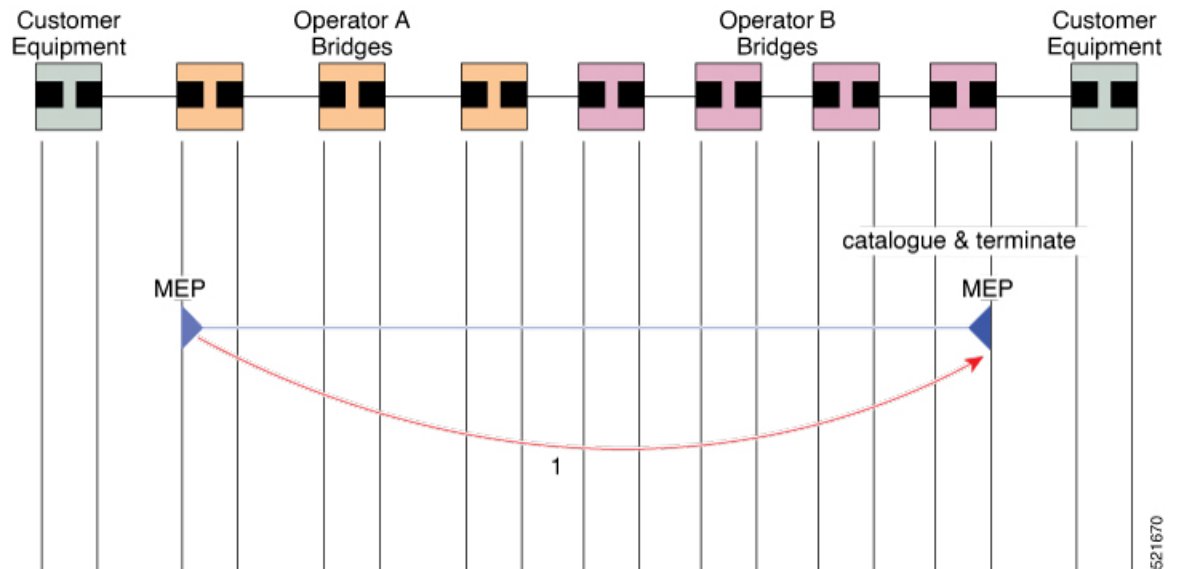 Customer
Equipment
Operator A
Bridges
Operator B
Bridges
Customer
Equipment
catalogue & terminate
MEP
MEP
1
521670